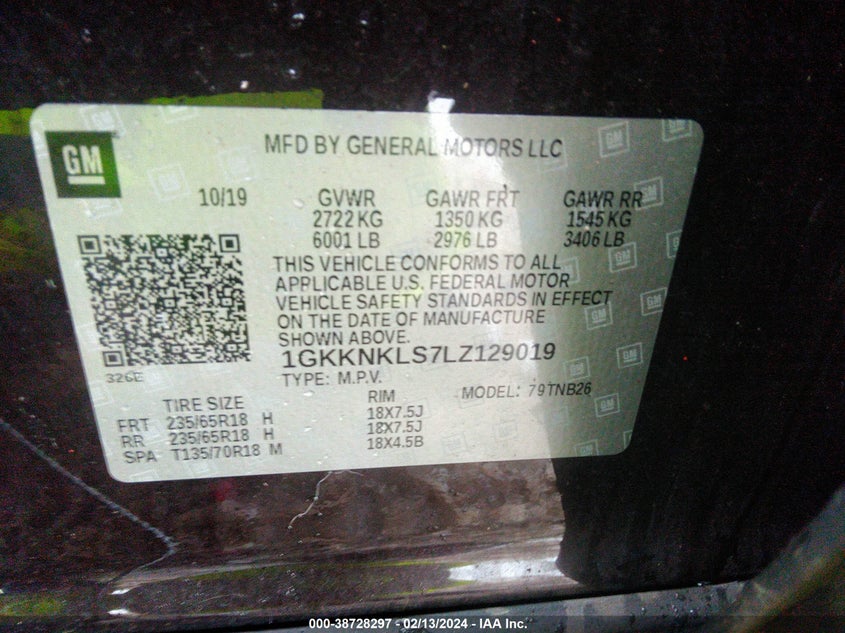 GM
MFD BY GENERAL MOTORS LLC
10/19 GVWR GAWR FRT GAWR RR
2722 KG 1350 KG 1545 KG
6001 LB 2976 LB 3406 LB
THIS VEHICLE CONFORMS TO ALL
APPLICABLE U.S. FEDERAL MOTOR
VEHICLE SAFETY STANDARDS IN EFFECT
ON THE DATE OF MANUFACTURE
SHOWN ABOVE.
1GKKNKLS7LZ129019
326E
TYPE: M.P.V. MODEL: 79TNB26
TIRE SIZE RIM
FRT 235/65R18 H 18X7.5J
RR 235/65R18 H 18X7.5J
SPA T135/70R18 M 18X4.5B
000-38728297 - 02/13/2024 - IAA Inc.